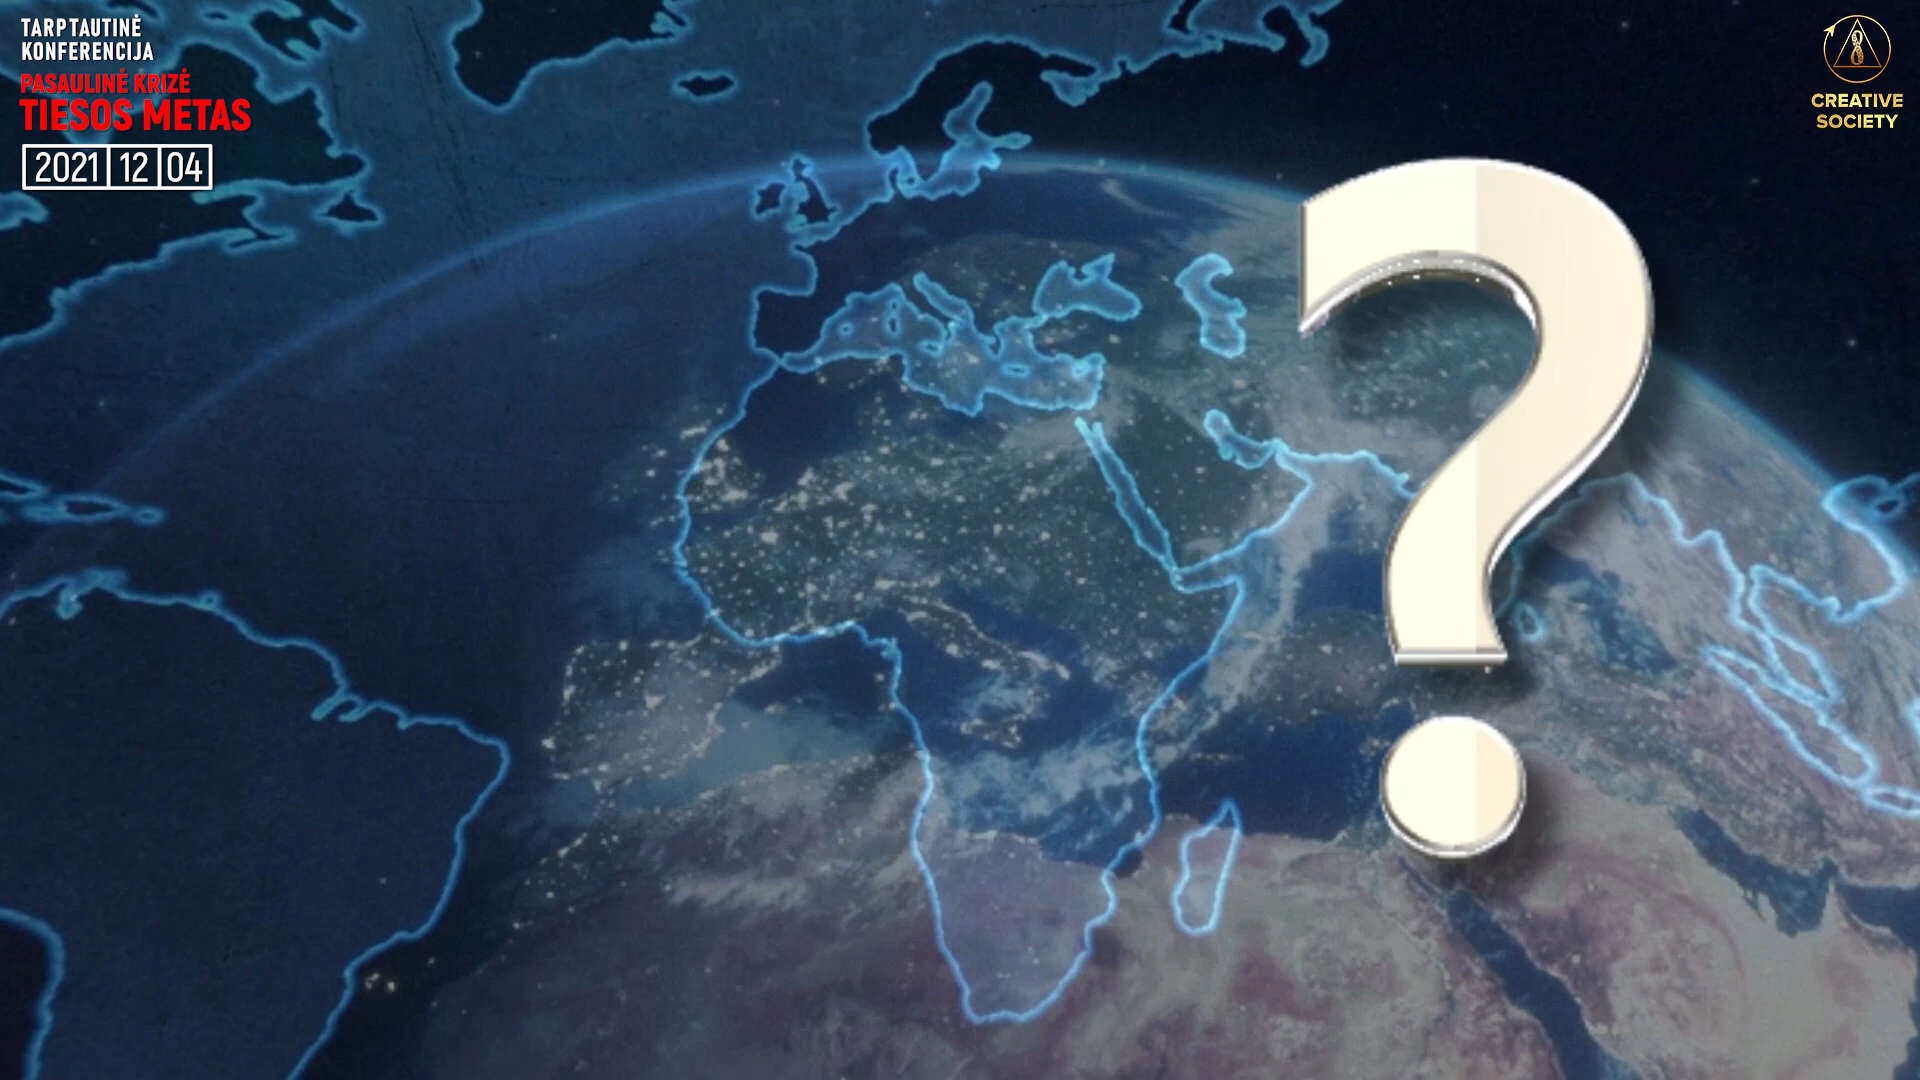 TARPTAUTINĖ
KONFERENCIJA
PASAULINĖ KRIZĖ
TIESOS METAS
2021 12 04
CREATIVE
SOCIETY
?